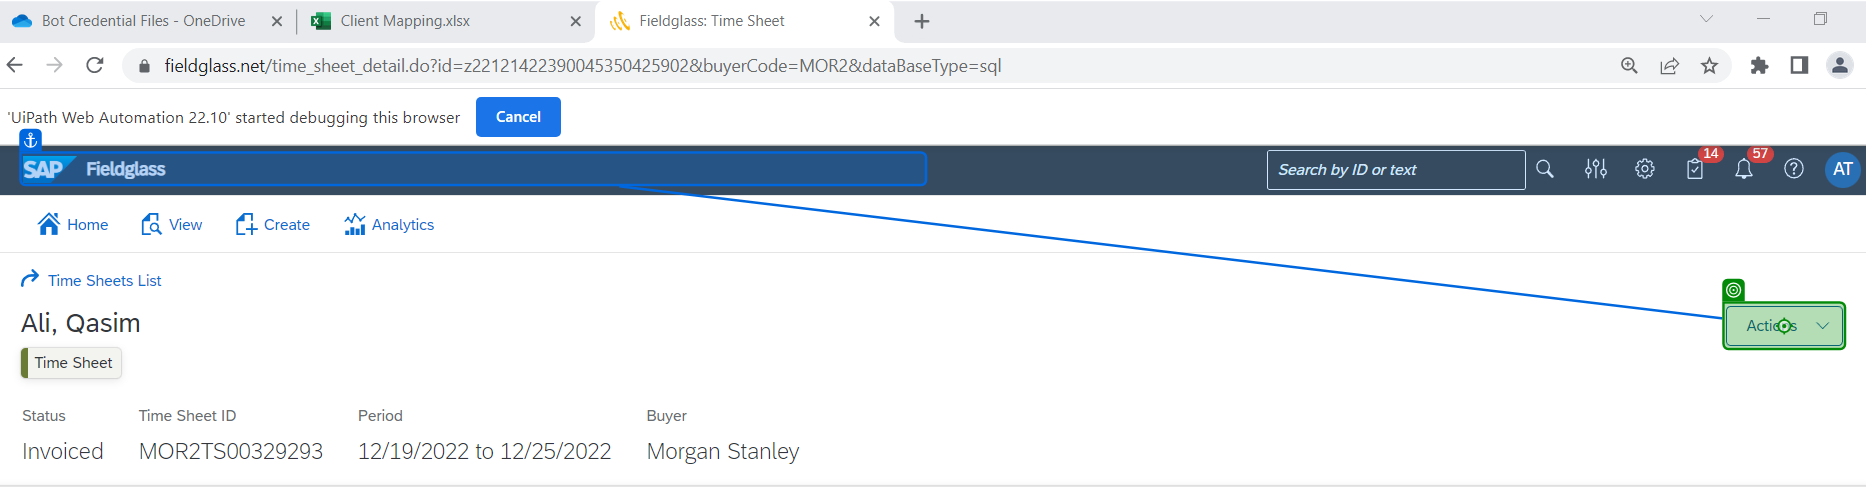 Bot Credential Files - OneDrive
Client Mapping.xlsx
Fieldglass: Time Sheet
fieldglass.net/time_sheet_detail.do?id=z22121422390045350425902&buyerCode=MOR2&dataBaseType=sql
'UiPath Web Automation 22.10' started debugging this browser Cancel
SAP Fieldglass Search by ID or text 14 57 AT
Home View Create Analytics
Time Sheets List
Ali, Qasim
Actions
Time Sheet
Status Time Sheet ID Period Buyer
Invoiced MOR2TS00329293 12/19/2022 to 12/25/2022 Morgan Stanley